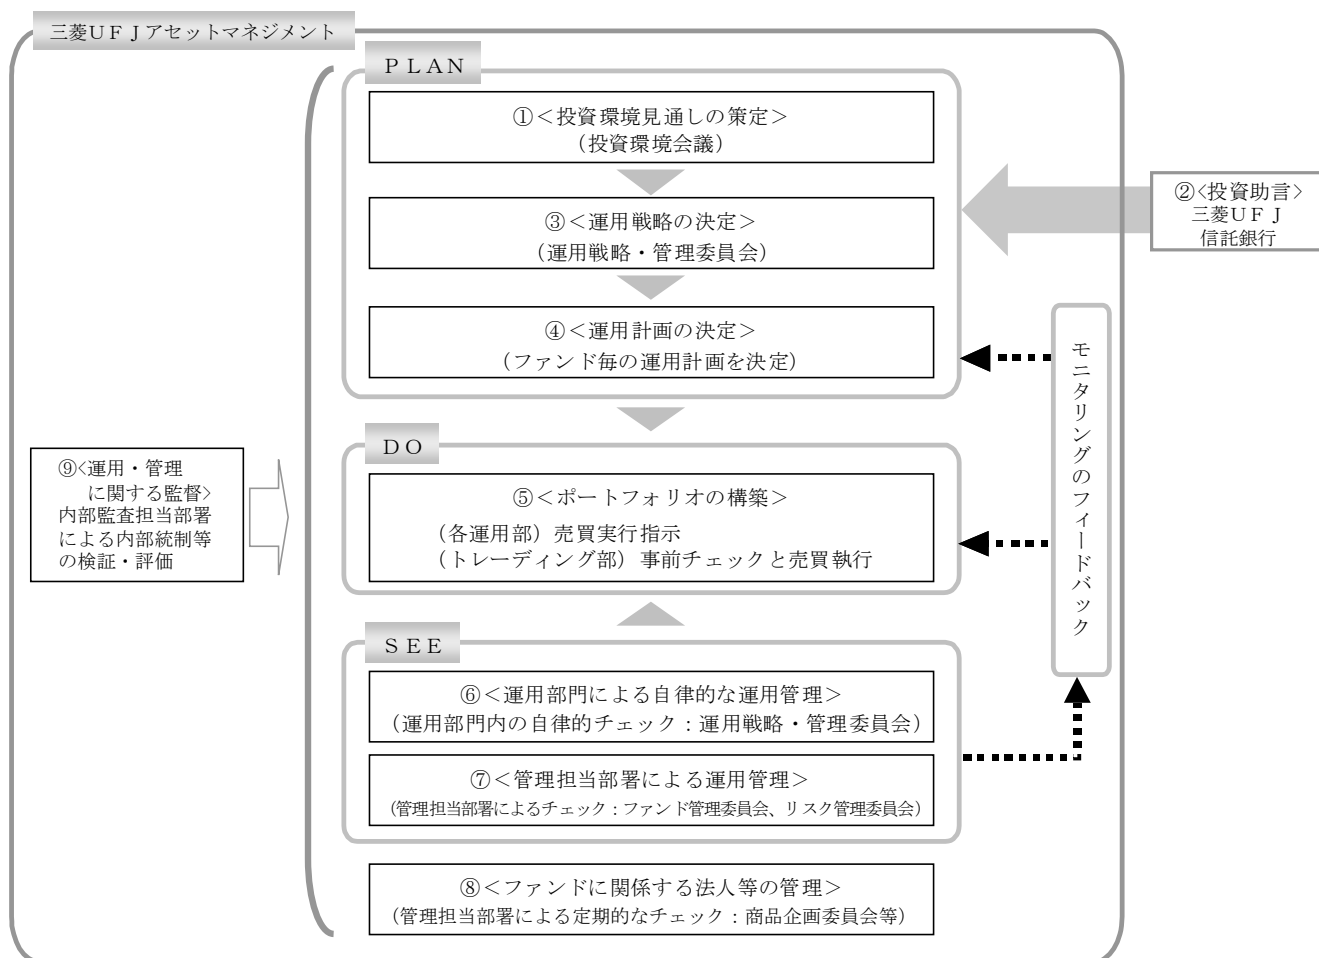 三菱UFJアセットマネジメント
PLAN
①<投資環境見通しの策定>
(投資環境会議)
②<投資助言>
三菱UFJ
信託銀行
③<運用戦略の決定>
(運用戦略・管理委員会)
④<運用計画の決定>
(ファンド毎の運用計画を決定)
モニタリングのフィードバック
DO
⑤<ポートフォリオの構築>
(各運用部)売買実行指示
(トレーディング部)事前チェックと売買執行
⑨<運用・管理
に関する監督>
内部監査担当部署
による内部統制等
の検証・評価
SEE
⑥<運用部門による自律的な運用管理>
(運用部門内の自律的チェック:運用戦略・管理委員会)
⑦<管理担当部署による運用管理>
(管理担当部署によるチェック:ファンド管理委員会、リスク管理委員会)
⑧<ファンドに関係する法人等の管理>
(管理担当部署による定期的なチェック:商品企画委員会等)